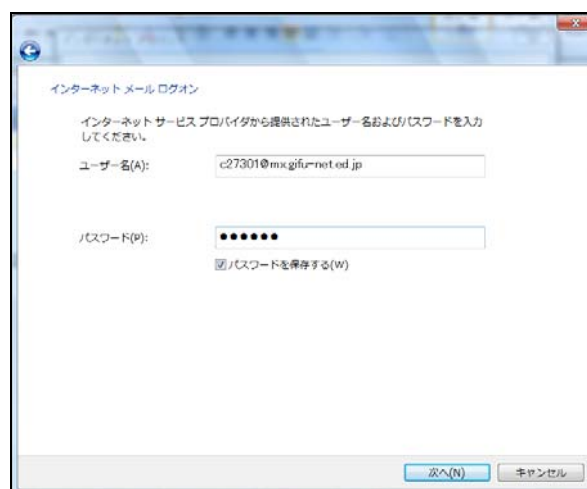 インターネット メール ログオン
インターネット サービス プロバイダから提供されたユーザー名およびパスワードを入力
してください。
ユーザー名(A):
c27301@mx.gifu-net.ed.jp
パスワード(P):
●●●●●●
パスワードを保存する(W)
次へ(N)
キャンセル